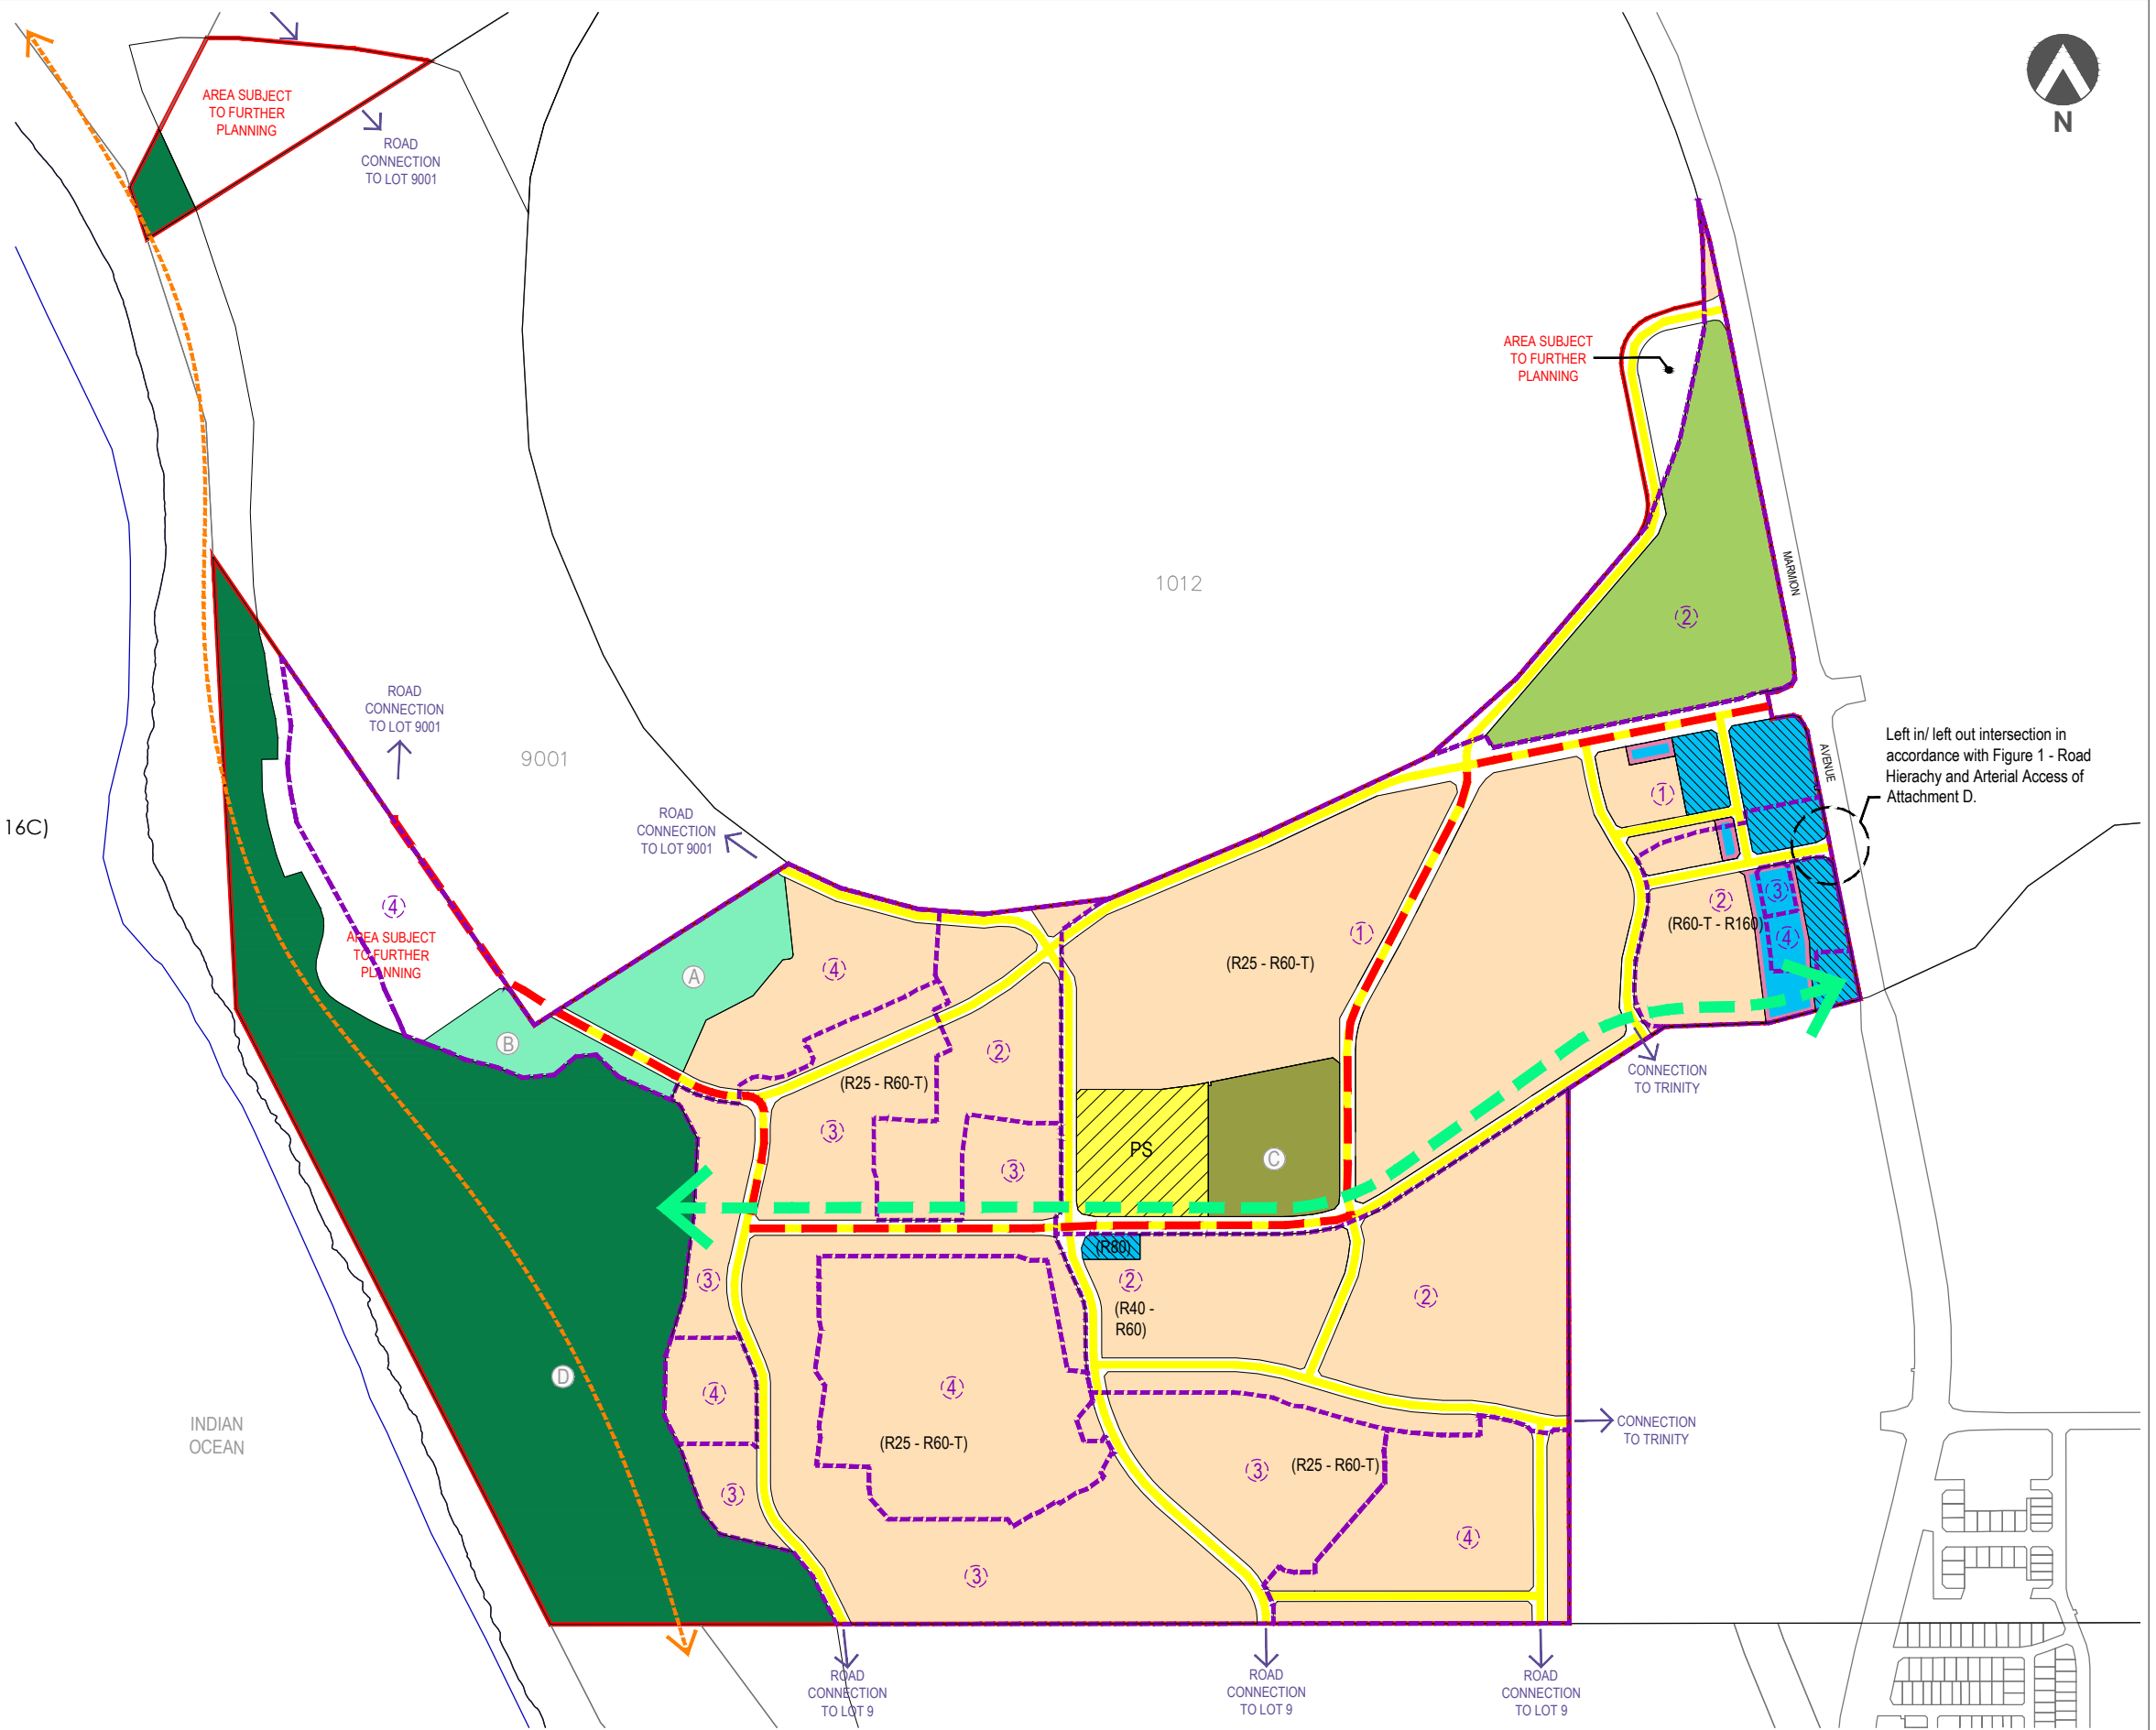 AREA SUBJECT
TO FURTHER
PLANNING
ROAD
CONNECTION
TO LOT 9001
N
AREA SUBJECT
TO FURTHER
PLANNING
1012
MARMION
2
ROAD
CONNECTION
TO LOT 9001
9001
AVENUE
Left in/ left out intersection in
accordance with Figure 1 - Road
Hierachy and Arterial Access of
Attachment D.
16C)
ROAD
CONNECTION
TO LOT 9001
1
4
AREA SUBJECT
TO FURTHER
PLANNING
3
2
(R60-T - R160)
4
1
(R25 - R60-T)
A
4
B
2
(R25 - R60-T)
CONNECTION
TO TRINITY
3
3
PS
C
(R80)
3
2
(R40 -
R60)
2
D
4
4
INDIAN
OCEAN
(R25 - R60-T)
CONNECTION
TO TRINITY
3
(R25 - R60-T)
3
4
3
ROAD
CONNECTION
TO LOT 9
ROAD
CONNECTION
TO LOT 9
ROAD
CONNECTION
TO LOT 9